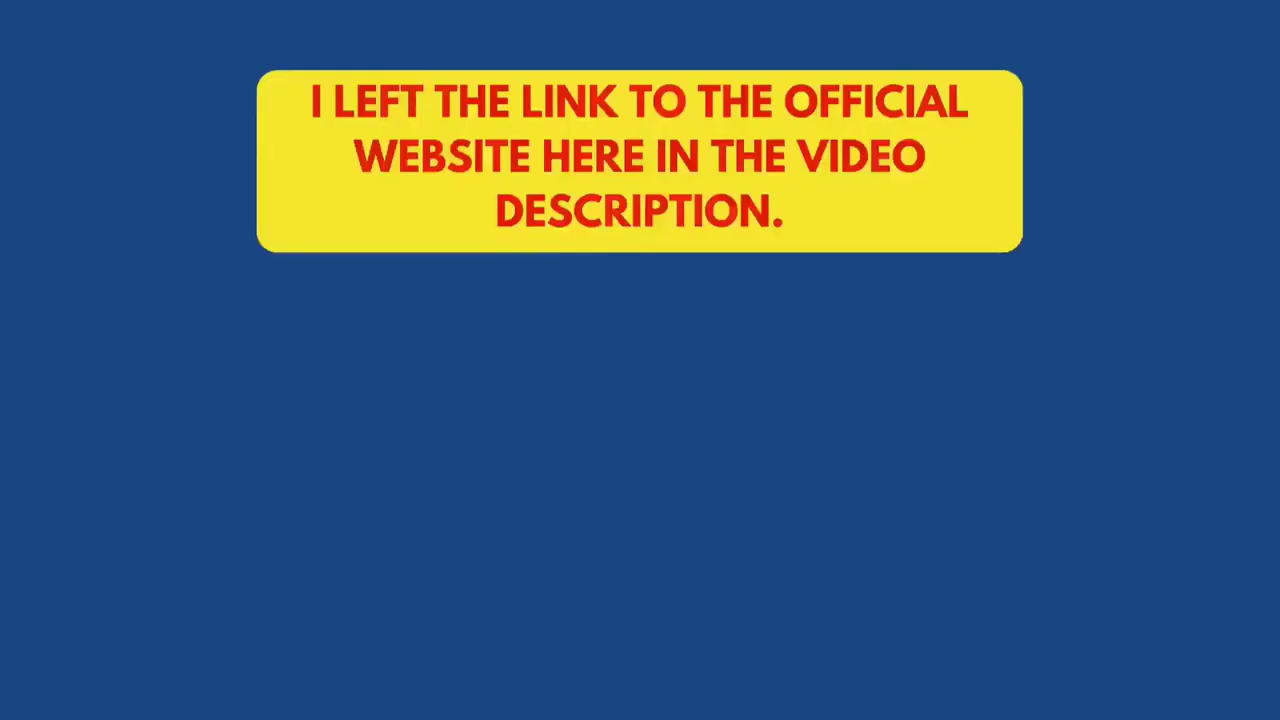 I LEFT THE LINK TO THE OFFICIAL
WEBSITE HERE IN THE VIDEO
DESCRIPTION.